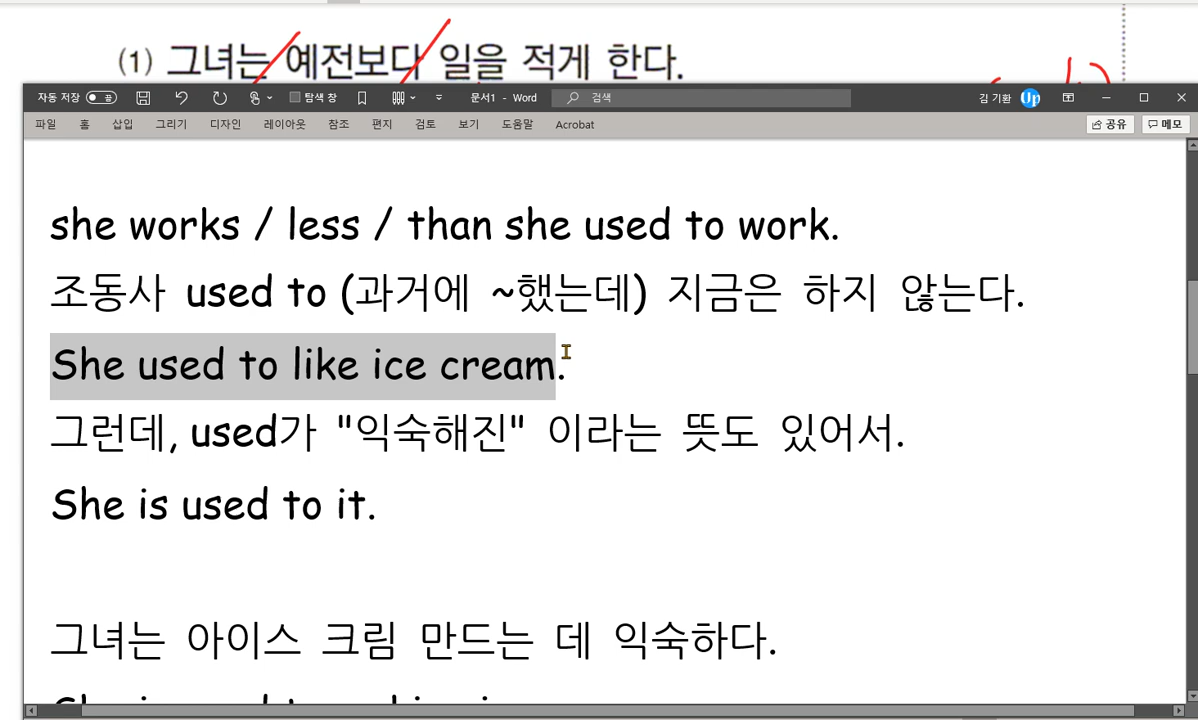 (1) 그녀는 예전보다 일을 적게 한다.
자동 저장 끔 탐색 창 문서1 - Word 검색 김 기환 Up
파일 홈 삽입 그리기 디자인 레이아웃 참조 편지 검토 보기 도움말 Acrobat 공유 메모
she works / less / than she used to work.
조동사 used to (과거에 ~했는데) 지금은 하지 않는다.
She used to like ice cream.
그런데, used가 "익숙해진" 이라는 뜻도 있어서.
She is used to it.
그녀는 아이스 크림 만드는 데 익숙하다.